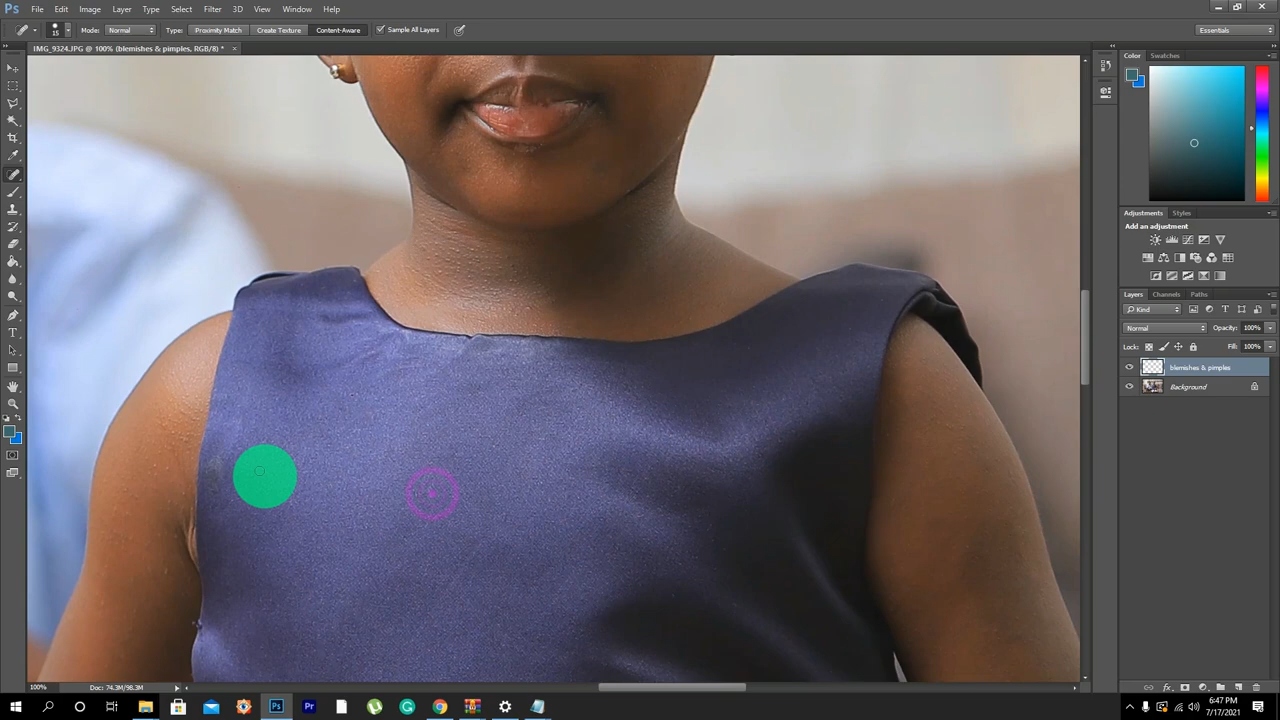 Ps File Edit Image Layer Type Select Filter 3D View Window Help
15 Mode: Normal Type: Proximity Match Create Texture Content-Aware Sample All Layers Essentials
IMG_9324.JPG @ 100% (blemishes & pimples, RGB/8) * ×
Color Swatches
Adjustments Styles
Add an adjustment
Layers Channels Paths
Kind
Normal Opacity: 100%
Lock: Fill: 100%
blemishes & pimples
Background
100% Doc: 74.3M/98.3M
Ps Pr
6:47 PM
7/17/2021